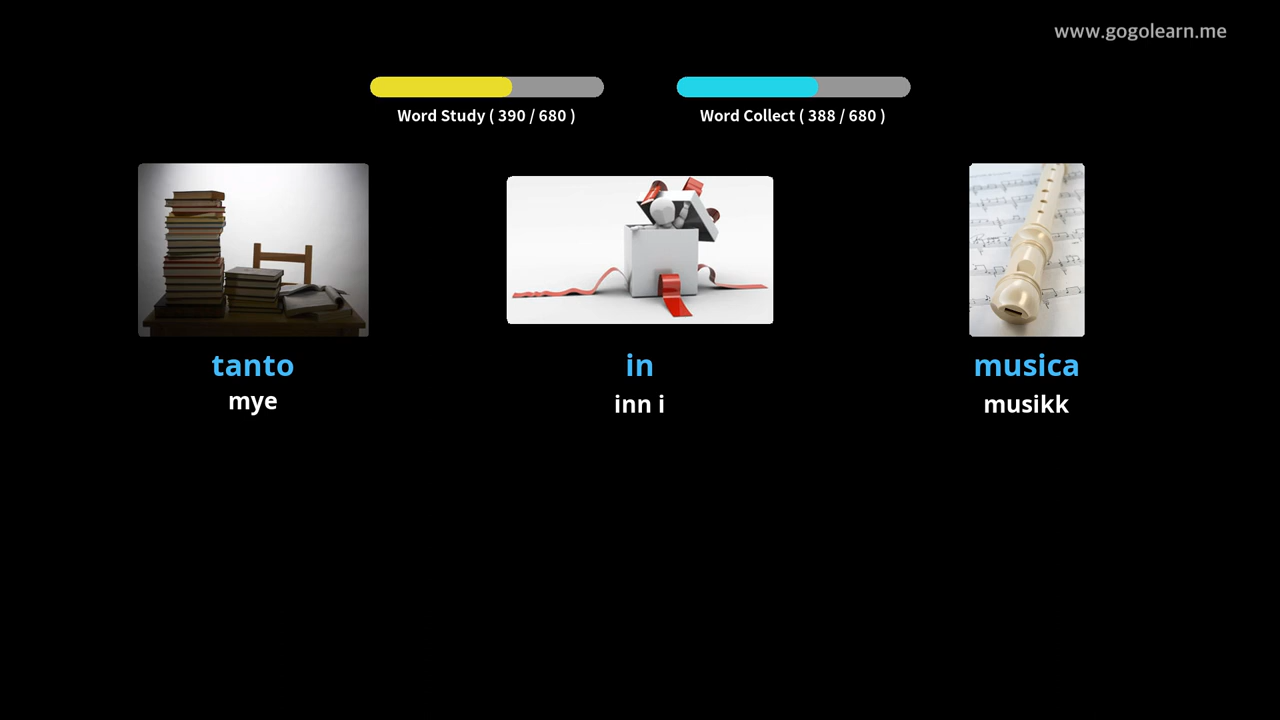 www.gogolearn.me
Word Study ( 390 / 680 )
Word Collect ( 388 / 680 )
tanto
mye
in
inn i
musica
musikk